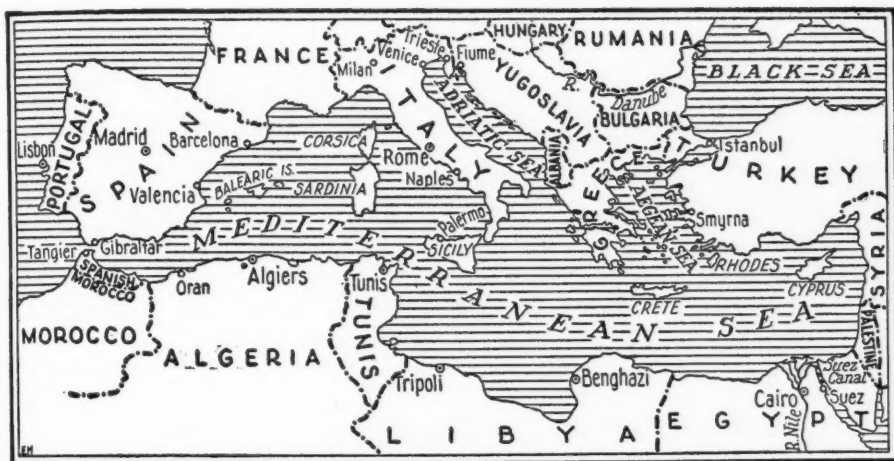 HUNGARY
RUMANIA
FRANCE
Trieste
Venice
Fiume
Milan
BLACK SEA
YUGOSLAVIA
R. Danube
ITALY
ADRIATIC SEA
BULGARIA
PORTUGAL
Madrid
Barcelona
CORSICA
Istanbul
Lisbon
SPAIN
Rome
ALBANIA
GREECE
TURKEY
Naples
Valencia
BALEARIC IS.
SARDINIA
AEGEAN SEA
Smyrna
Palermo
SICILY
MEDITERRANEAN SEA
Tangier
Gibraltar
RHODES
SYRIA
SPANISH
MOROCCO
Oran
Algiers
Tunis
CYPRUS
CRETE
MOROCCO
ALGERIA
TUNIS
PALESTINE
Tripoli
Benghazi
Suez
Canal
Cairo
Suez
R. Nile
LIBYA
EGYPT
EM